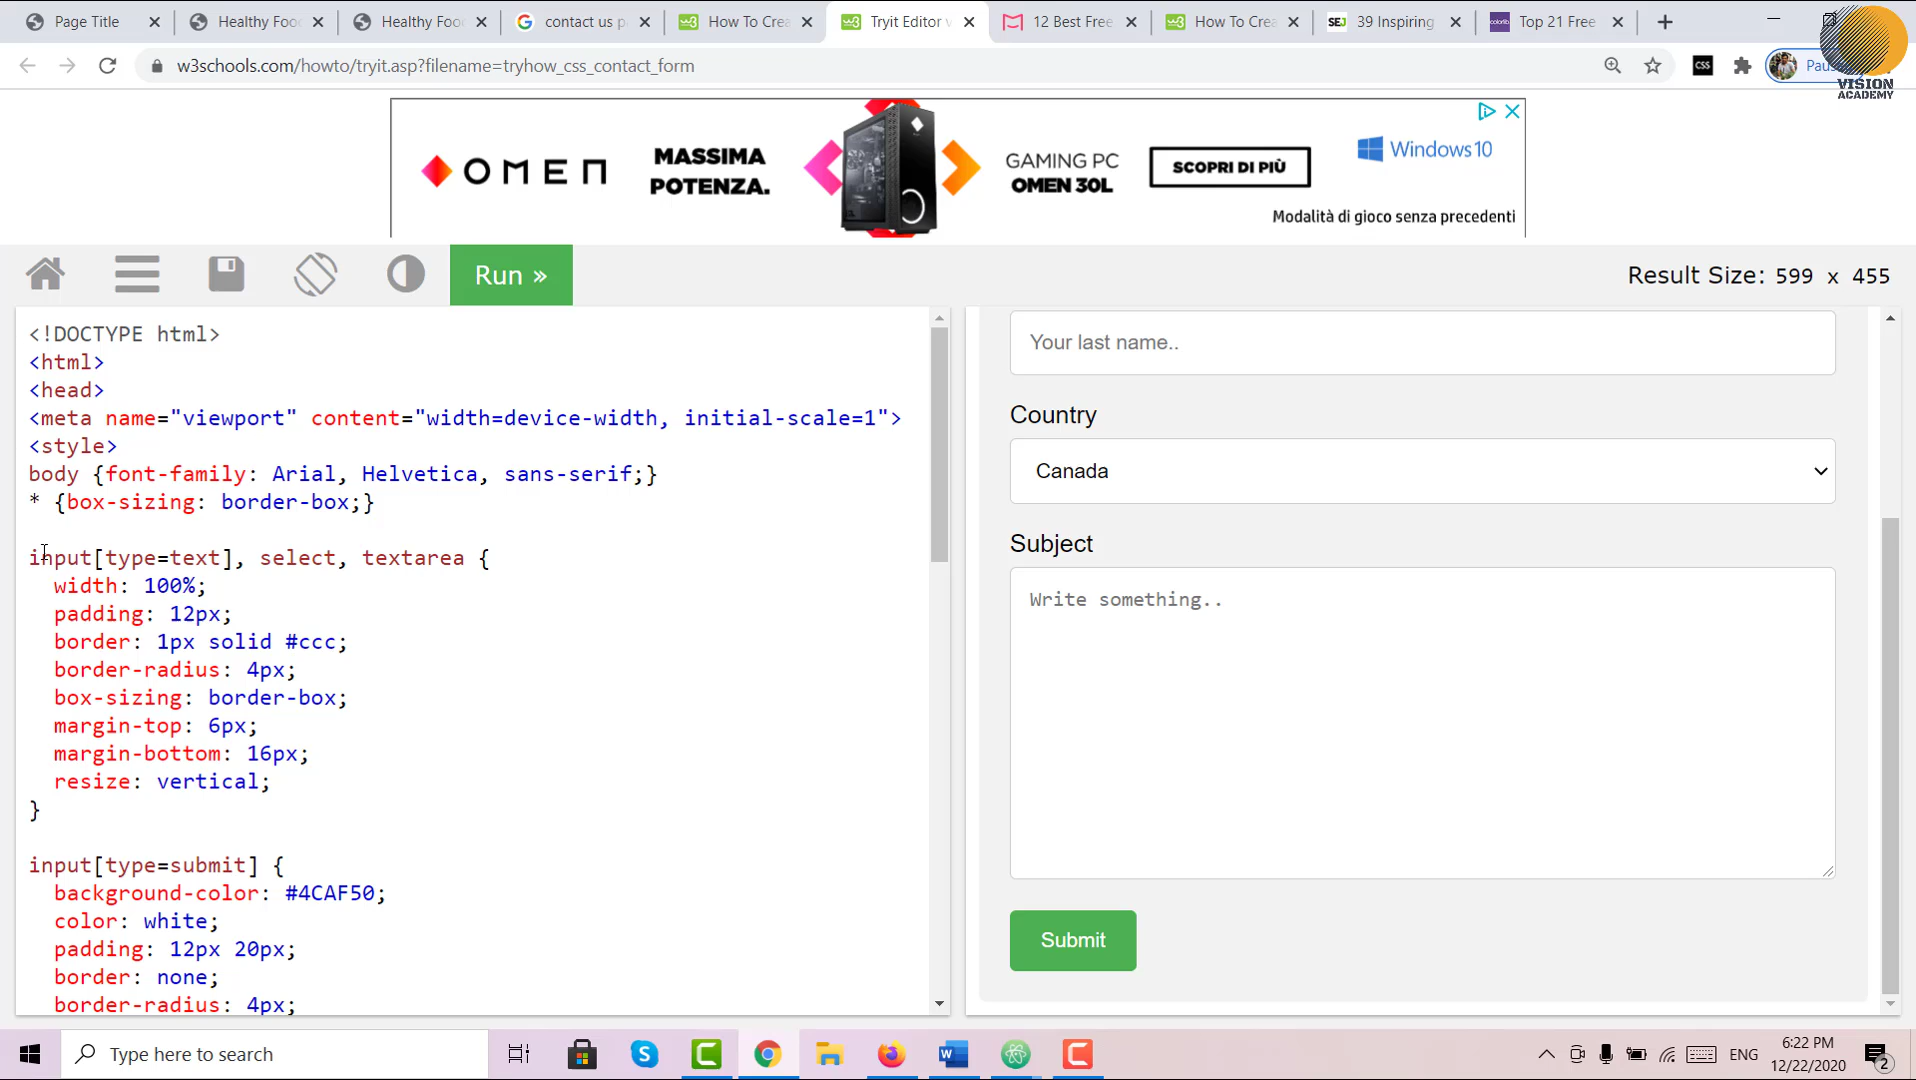 Page Title
Healthy Foo
Healthy Foo
contact us p
How To Crea
Tryit Editor v
12 Best Free
How To Crea
SEJ
39 Inspiring
Top 21 Free
w3schools.com/howto/tryit.asp?filename=tryhow_css_contact_form
CSS
VISION
ACADEMY
OMEN
MASSIMA
POTENZA.
GAMING PC
OMEN 30L
SCOPRI DI PIÙ
Windows10
Modalità di gioco senza precedenti
Run »
Result Size: 599 x 455
<!DOCTYPE html>
<html>
<head>
<meta name="viewport" content="width=device-width, initial-scale=1">
<style>
body {font-family: Arial, Helvetica, sans-serif;}
* {box-sizing: border-box;}
input[type=text], select, textarea {
width: 100%;
padding: 12px;
border: 1px solid #ccc;
border-radius: 4px;
box-sizing: border-box;
margin-top: 6px;
margin-bottom: 16px;
resize: vertical;
}
input[type=submit] {
background-color: #4CAF50;
color: white;
padding: 12px 20px;
border: none;
border-radius: 4px;
Your last name..
Country
Canada
Subject
Write something..
Submit
Type here to search
ENG
6:22 PM
12/22/2020
2